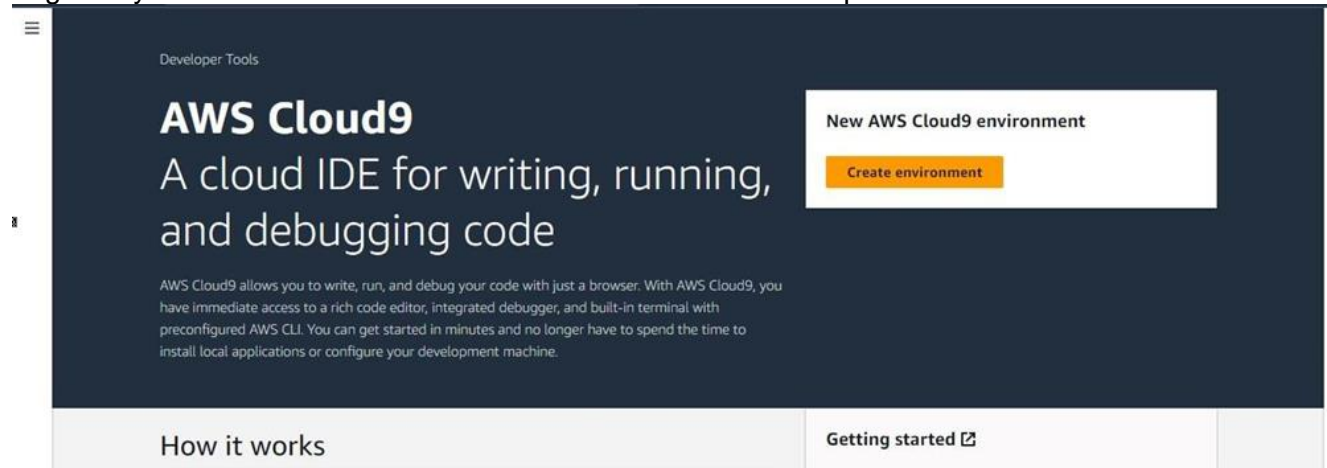 Developer Tools
AWS Cloud9
A cloud IDE for writing, running,
and debugging code
AWS Cloud9 allows you to write, run, and debug your code with just a browser. With AWS Cloud9, you
have immediate access to a rich code editor, integrated debugger, and built-in terminal with
preconfigured AWS CLI. You can get started in minutes and no longer have to spend the time to
install local applications or configure your development machine.
New AWS Cloud9 environment
Create environment
How it works
Getting started